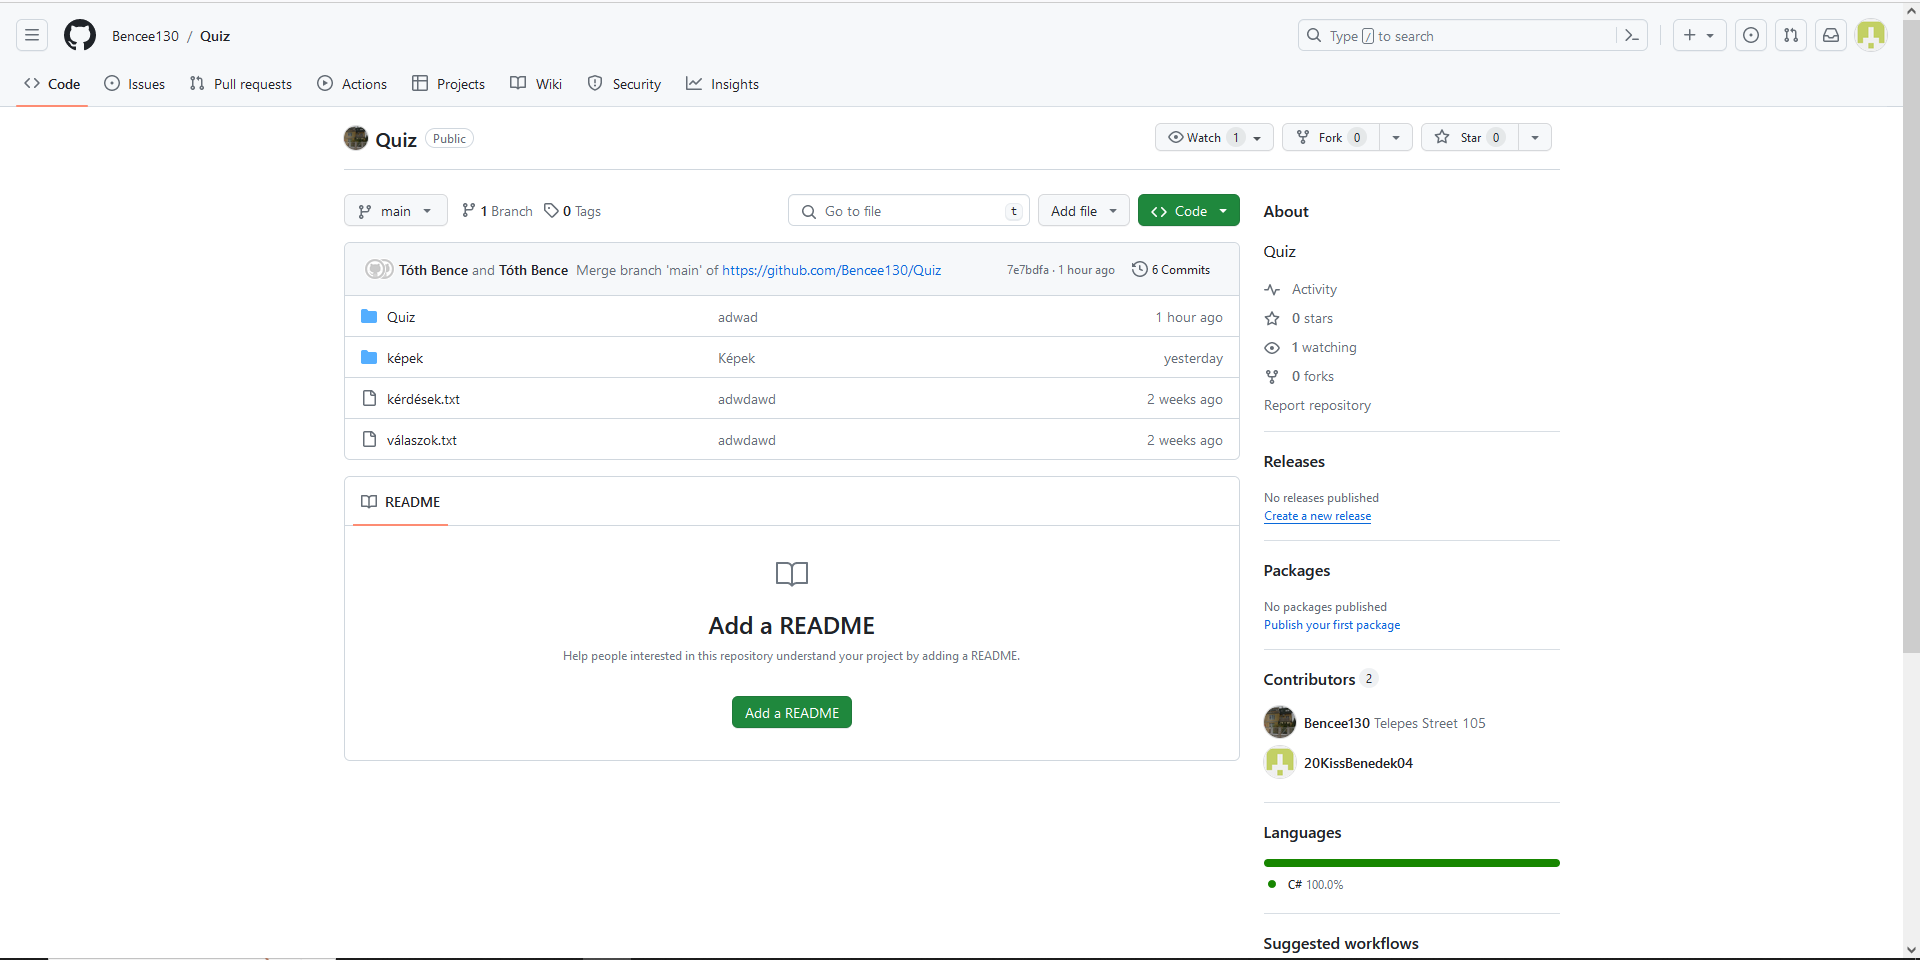 Bencee130 / Quiz
Type / to search
Code Issues Pull requests Actions Projects Wiki Security Insights
Quiz Public
Watch 1 Fork 0 Star 0
main 1 Branch 0 Tags
Go to file t Add file Code
Tóth Bence and Tóth Bence Merge branch 'main' of https://github.com/Bencee130/Quiz 7e7bdfa · 1 hour ago 6 Commits
Quiz adwad 1 hour ago
képek Képek yesterday
kérdések.txt adwdawd 2 weeks ago
válaszok.txt adwdawd 2 weeks ago
README
Add a README
Help people interested in this repository understand your project by adding a README.
Add a README
About
Quiz
Activity
0 stars
1 watching
0 forks
Report repository
Releases
No releases published
Create a new release
Packages
No packages published
Publish your first package
Contributors 2
Bencee130 Telepes Street 105
20KissBenedek04
Languages
C# 100.0%
Suggested workflows